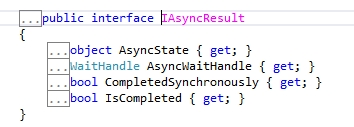 ...public interface IAsyncResult
{
...object AsyncState { get; }
...WaitHandle AsyncWaitHandle { get; }
...bool CompletedSynchronously { get; }
...bool IsCompleted { get; }
}